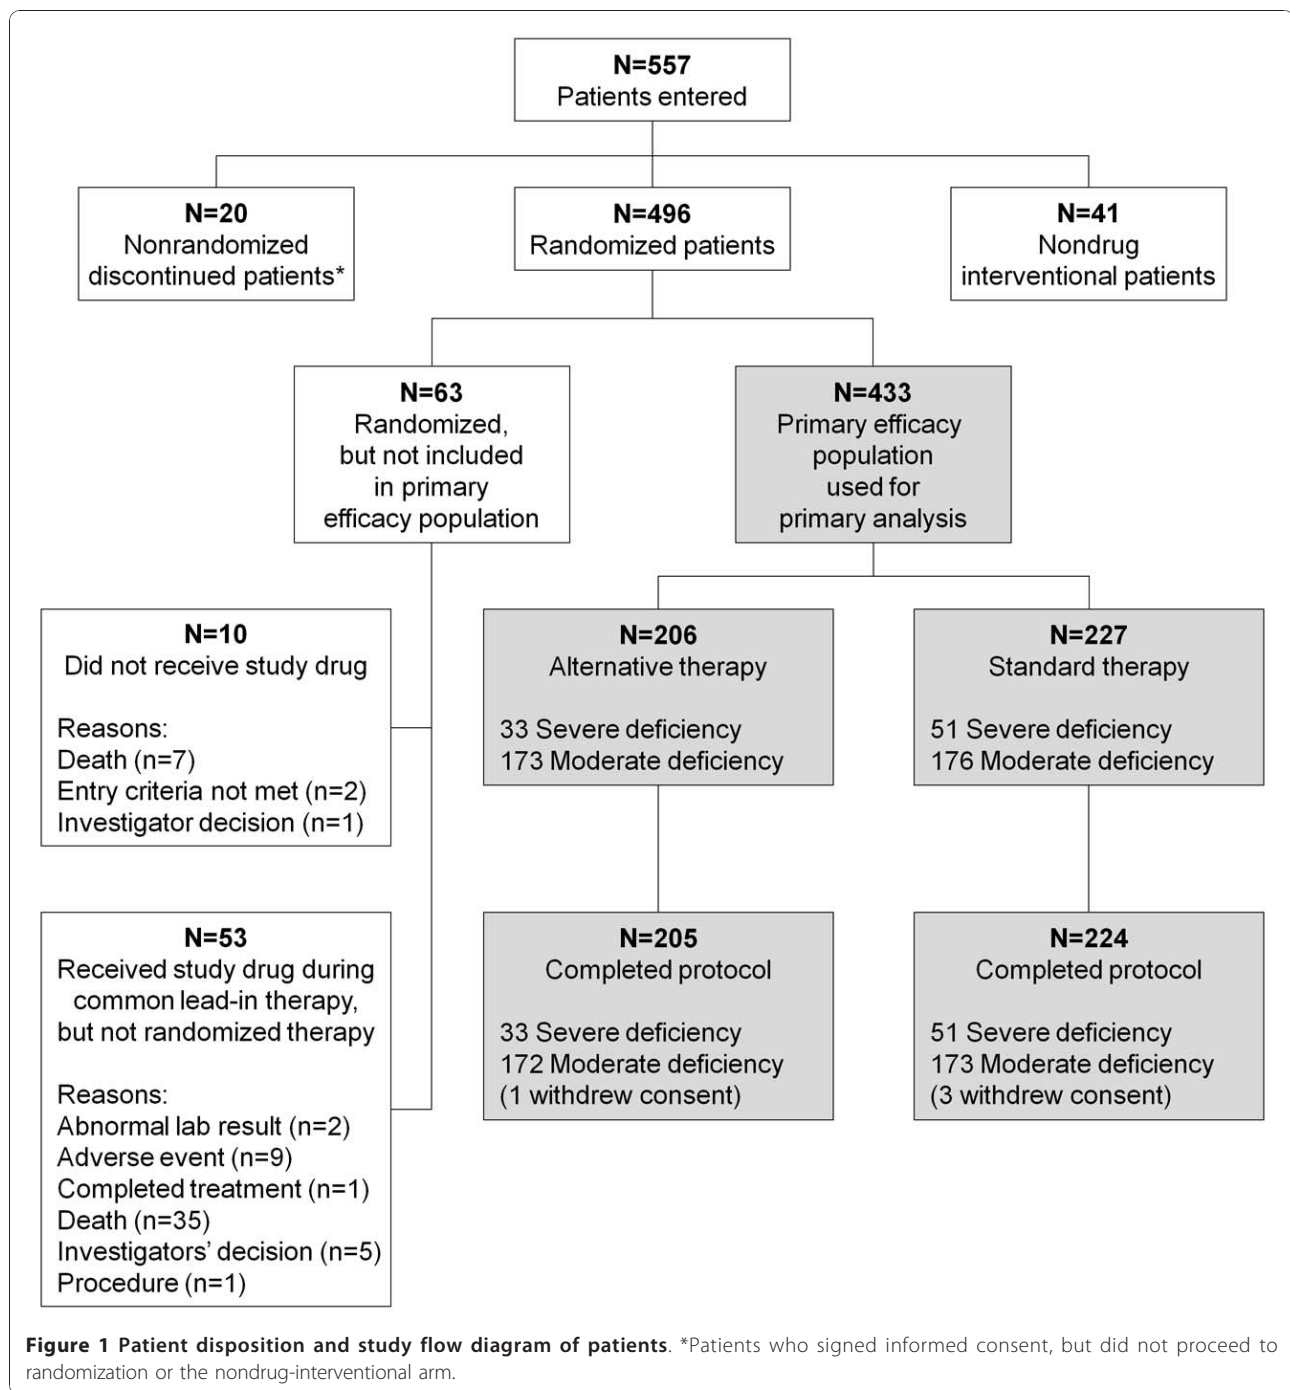 N=557
Patients entered
N=20
Nonrandomized
discontinued patients*
N=496
Randomized patients
N=41
Nondrug
interventional patients
N=63
Randomized,
but not included
in primary
efficacy population
N=433
Primary efficacy
population
used for
primary analysis
N=10
Did not receive study drug
Reasons:
Death (n=7)
Entry criteria not met (n=2)
Investigator decision (n=1)
N=206
Alternative therapy
33 Severe deficiency
173 Moderate deficiency
N=227
Standard therapy
51 Severe deficiency
176 Moderate deficiency
N=53
Received study drug during
common lead-in therapy,
but not randomized therapy
Reasons:
Abnormal lab result (n=2)
Adverse event (n=9)
Completed treatment (n=1)
Death (n=35)
Investigators' decision (n=5)
Procedure (n=1)
N=205
Completed protocol
33 Severe deficiency
172 Moderate deficiency
(1 withdrew consent)
N=224
Completed protocol
51 Severe deficiency
173 Moderate deficiency
(3 withdrew consent)
Figure 1 Patient disposition and study flow diagram of patients. *Patients who signed informed consent, but did not proceed to
randomization or the nondrug-interventional arm.